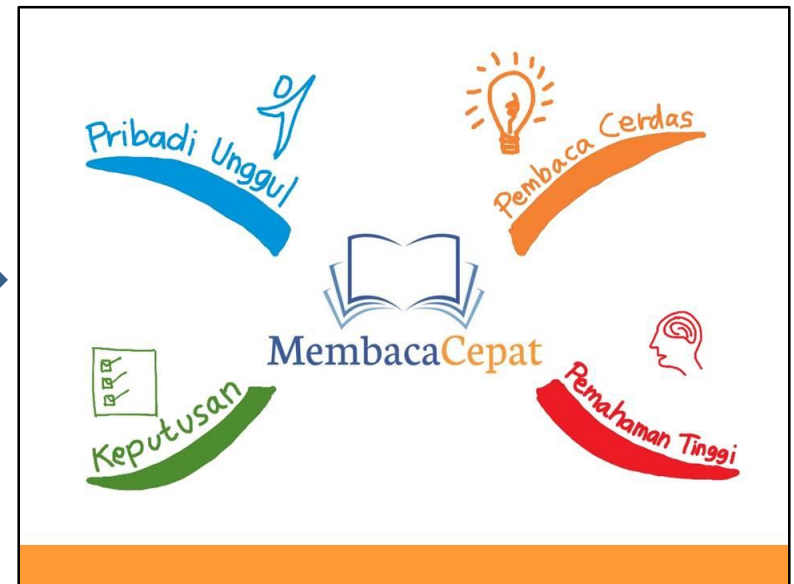 Pribadi Unggul
Pembaca Cerdas
MembacaCepat
Keputusan
Pemahaman Tinggi